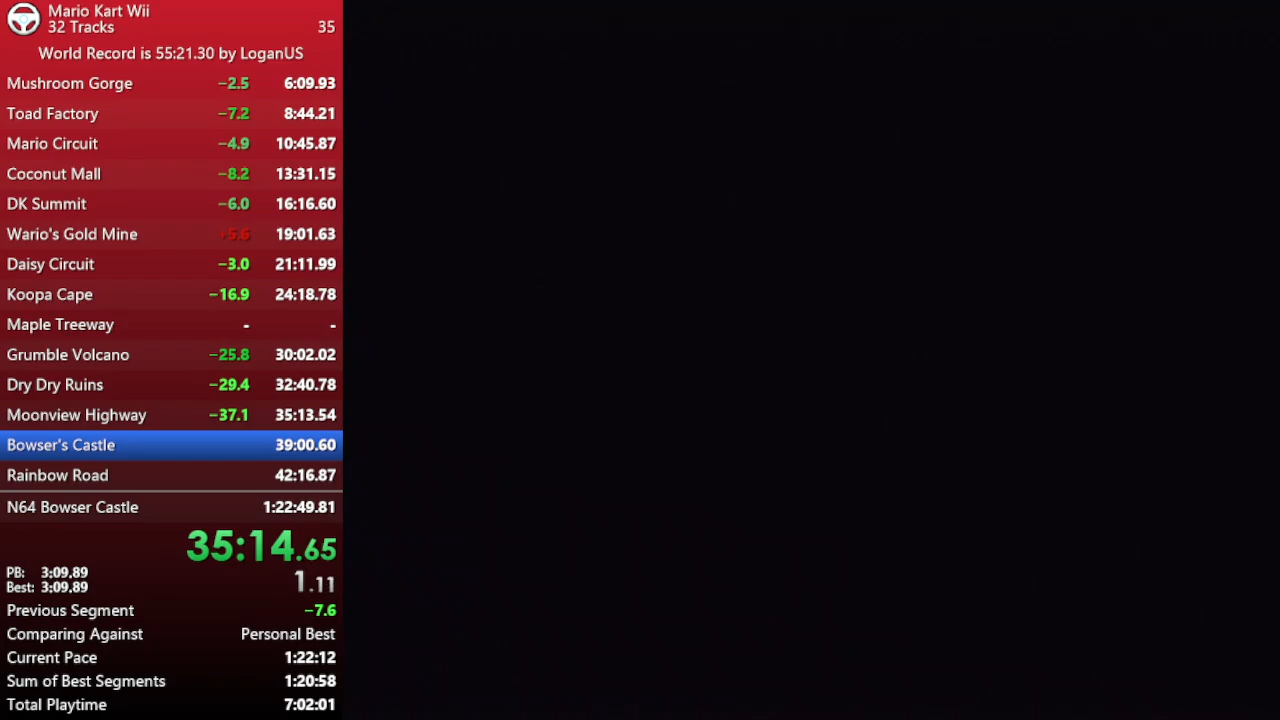 Mario Kart Wii
32 Tracks 35
World Record is 55:21.30 by LoganUS
Mushroom Gorge −2.5 6:09.93
Toad Factory −7.2 8:44.21
Mario Circuit −4.9 10:45.87
Coconut Mall −8.2 13:31.15
DK Summit −6.0 16:16.60
Wario's Gold Mine +5.6 19:01.63
Daisy Circuit −3.0 21:11.99
Koopa Cape −16.9 24:18.78
Maple Treeway - -
Grumble Volcano −25.8 30:02.02
Dry Dry Ruins −29.4 32:40.78
Moonview Highway −37.1 35:13.54
Bowser's Castle 39:00.60
Rainbow Road 42:16.87
N64 Bowser Castle 1:22:49.81
35:14.65
PB: 3:09.89
Best: 3:09.89 1.11
Previous Segment −7.6
Comparing Against Personal Best
Current Pace 1:22:12
Sum of Best Segments 1:20:58
Total Playtime 7:02:01